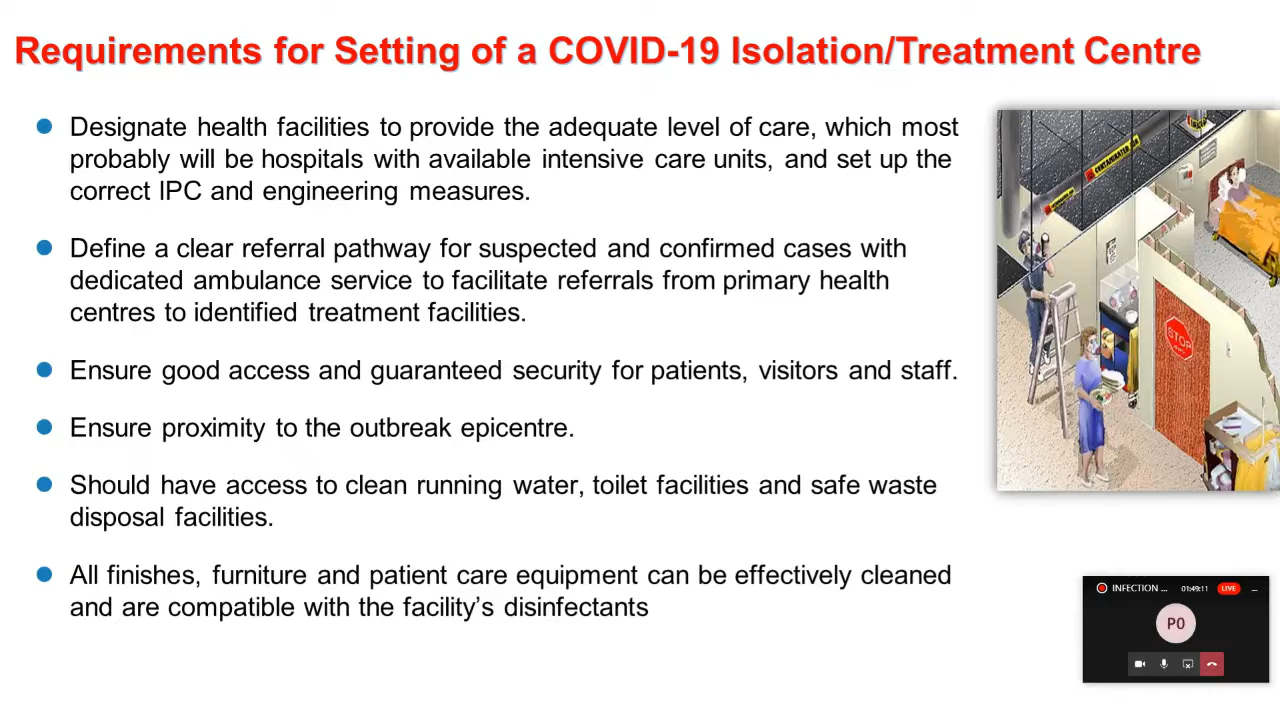 Requirements for Setting of a COVID-19 Isolation/Treatment Centre
Designate health facilities to provide the adequate level of care, which most
probably will be hospitals with available intensive care units, and set up the
correct IPC and engineering measures.
Define a clear referral pathway for suspected and confirmed cases with
dedicated ambulance service to facilitate referrals from primary health
centres to identified treatment facilities.
Ensure good access and guaranteed security for patients, visitors and staff.
Ensure proximity to the outbreak epicentre.
Should have access to clean running water, toilet facilities and safe waste
disposal facilities.
All finishes, furniture and patient care equipment can be effectively cleaned
and are compatible with the facility’s disinfectants
STOP
INFECTION ... 01:49:11 LIVE ...
PO